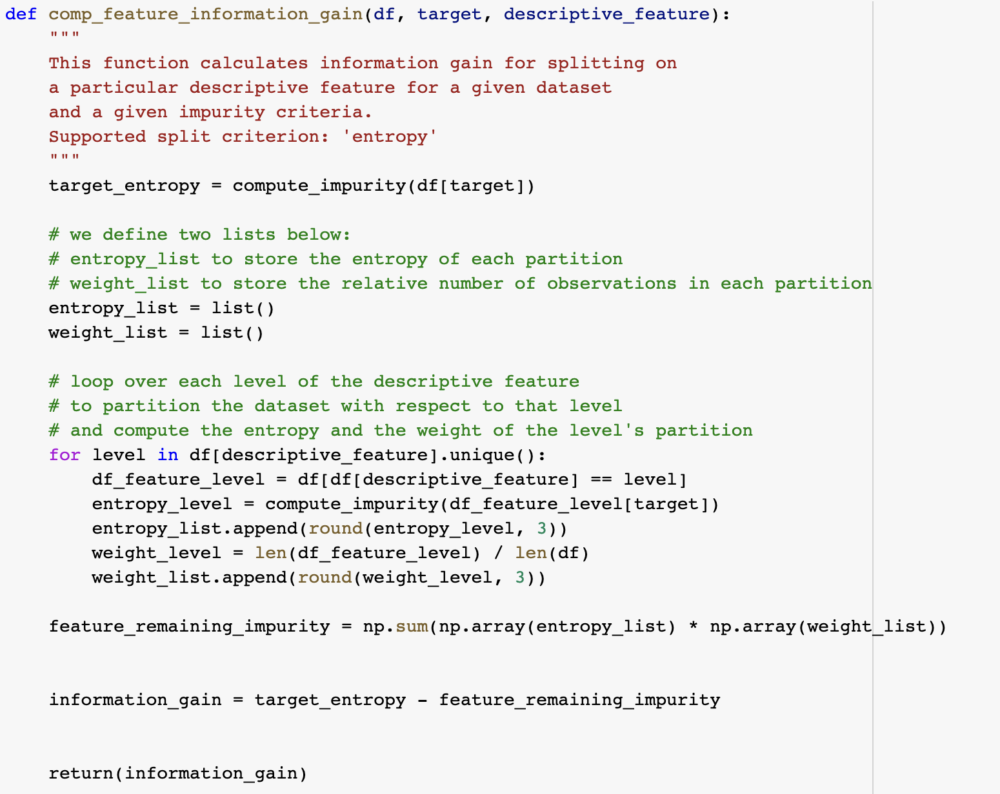 def comp_feature_information_gain(df, target, descriptive_feature):
    """
    This function calculates information gain for splitting on
    a particular descriptive feature for a given dataset
    and a given impurity criteria.
    Supported split criterion: 'entropy'
    """
    target_entropy = compute_impurity(df[target])

    # we define two lists below:
    # entropy_list to store the entropy of each partition
    # weight_list to store the relative number of observations in each partition
    entropy_list = list()
    weight_list = list()

    # loop over each level of the descriptive feature
    # to partition the dataset with respect to that level
    # and compute the entropy and the weight of the level's partition
    for level in df[descriptive_feature].unique():
        df_feature_level = df[df[descriptive_feature] == level]
        entropy_level = compute_impurity(df_feature_level[target])
        entropy_list.append(round(entropy_level, 3))
        weight_level = len(df_feature_level) / len(df)
        weight_list.append(round(weight_level, 3))

    feature_remaining_impurity = np.sum(np.array(entropy_list) * np.array(weight_list))


    information_gain = target_entropy - feature_remaining_impurity


    return(information_gain)